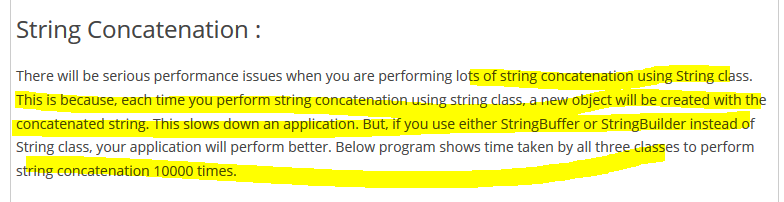 String Concatenation :
There will be serious performance issues when you are performing lots of string concatenation using String class.
This is because, each time you perform string concatenation using string class, a new object will be created with the
concatenated string. This slows down an application. But, if you use either StringBuffer or StringBuilder instead of
String class, your application will perform better. Below program shows time taken by all three classes to perform
string concatenation 10000 times.